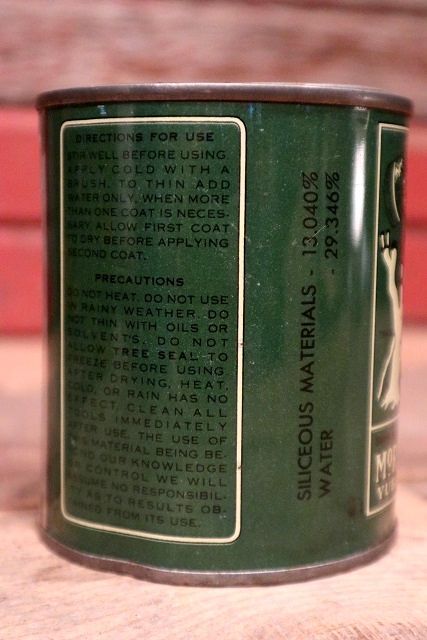 DIRECTIONS FOR USE
STIR WELL BEFORE USING
APPLY COLD WITH A
BRUSH. TO THIN ADD
WATER ONLY. WHEN MORE
THAN ONE COAT IS NECES-
SARY, ALLOW FIRST COAT
TO DRY BEFORE APPLYING
SECOND COAT.
PRECAUTIONS
DO NOT HEAT. DO NOT USE
IN RAINY WEATHER. DO
NOT THIN WITH OILS OR
SOLVENTS. DO NOT
ALLOW TREE SEAL TO
FREEZE BEFORE USING.
AFTER DRYING, HEAT,
COLD, OR RAIN HAS NO
EFFECT. CLEAN ALL
TOOLS IMMEDIATELY
AFTER USE. THE USE OF
THIS MATERIAL BEING BE-
YOND OUR KNOWLEDGE
OR CONTROL WE WILL
ASSUME NO RESPONSIBIL-
ITY AS TO RESULTS OB-
TAINED FROM ITS USE.
SILICEOUS MATERIALS - 13.040%
WATER - 29.346%